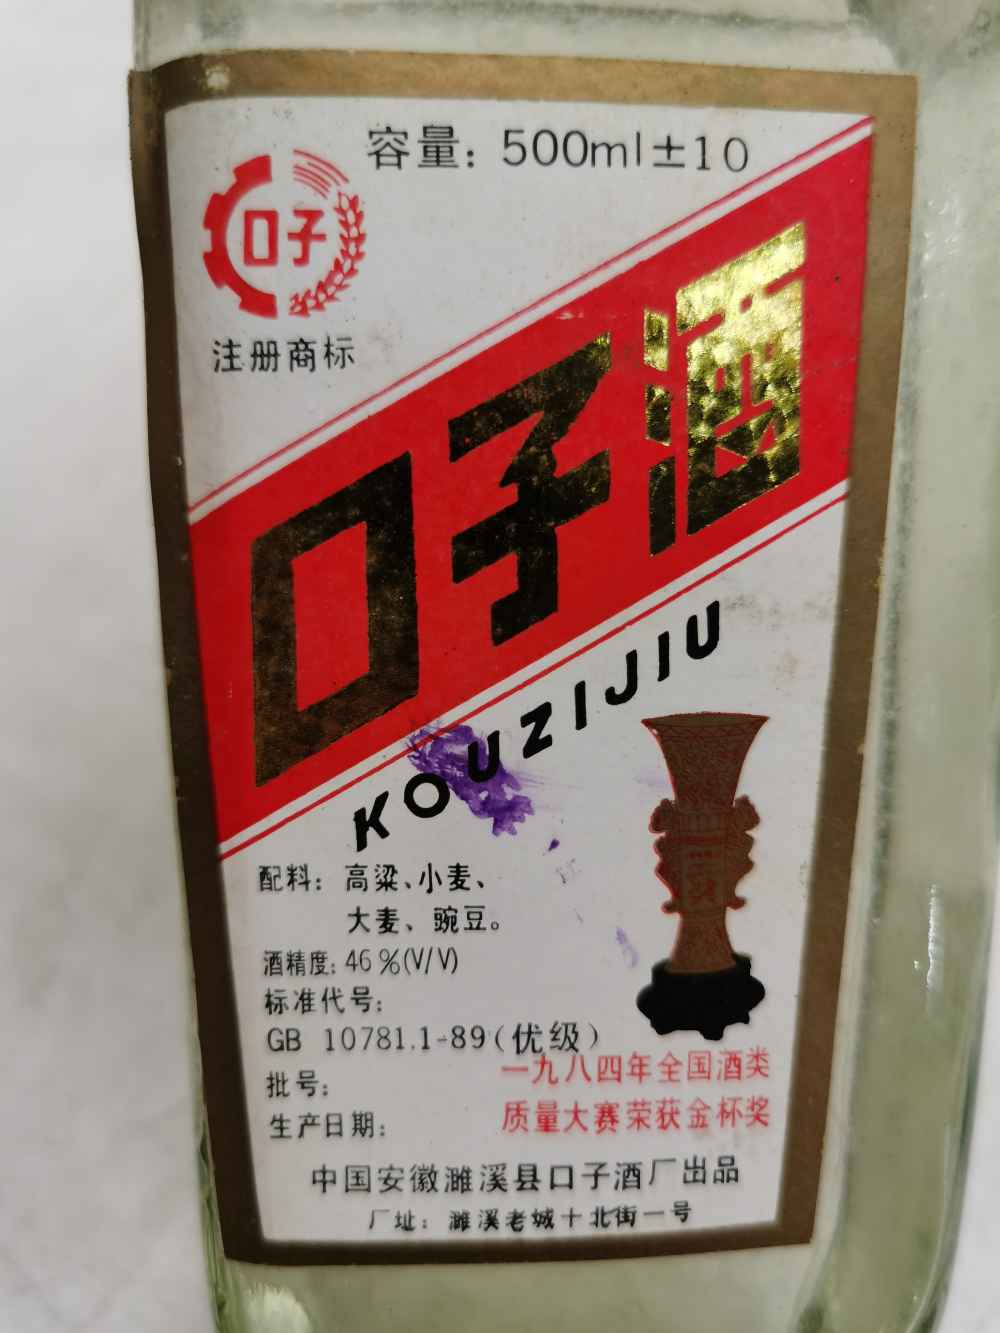 容量：500ml±10
口子
注册商标
口子酒
KOUZIJIU
配料：高粱、小麦、
大麦、豌豆。
酒精度：46%(V/V)
标准代号：
GB 10781.1-89(优级)
批号：
生产日期：
一九八四年全国酒类
质量大赛荣获金杯奖
中国安徽濉溪县口子酒厂出品
厂址：濉溪老城十北街一号